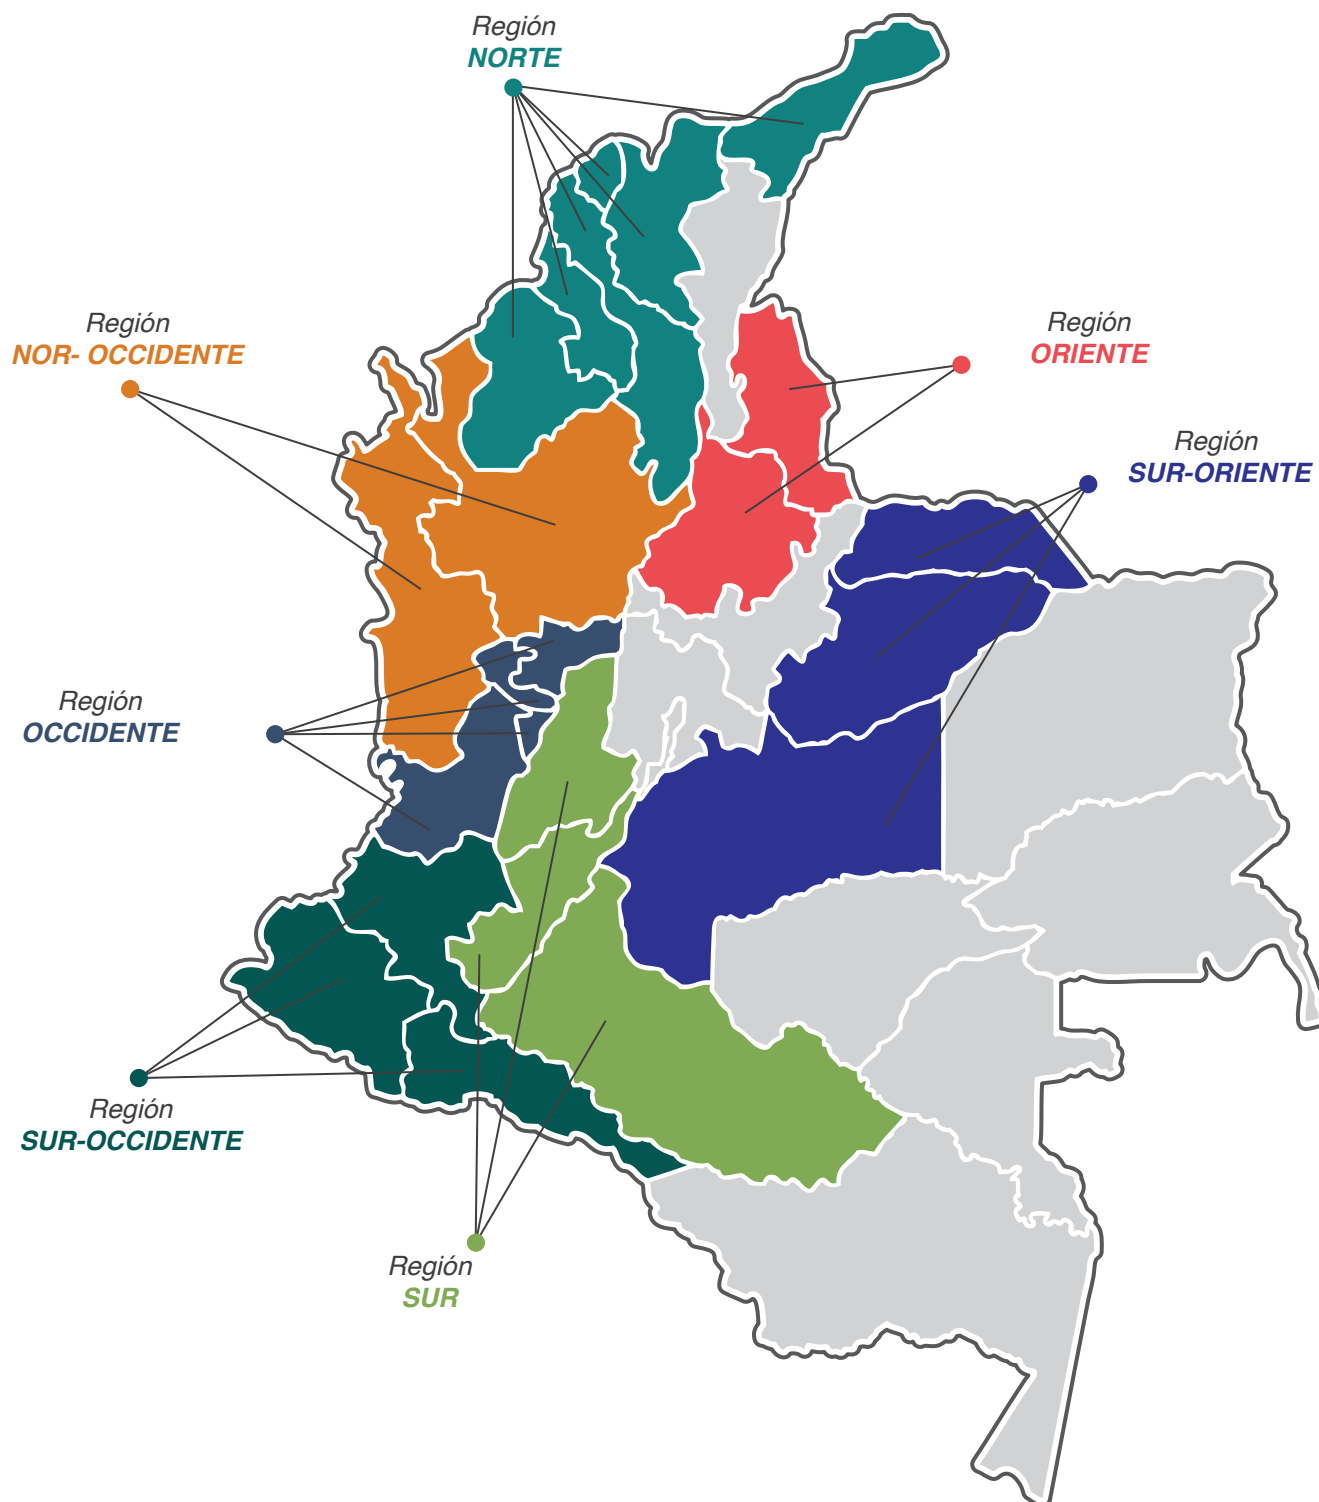 Región
NORTE
Región
NOR- OCCIDENTE
Región
ORIENTE
Región
SUR-ORIENTE
Región
OCCIDENTE
Región
SUR-OCCIDENTE
Región
SUR